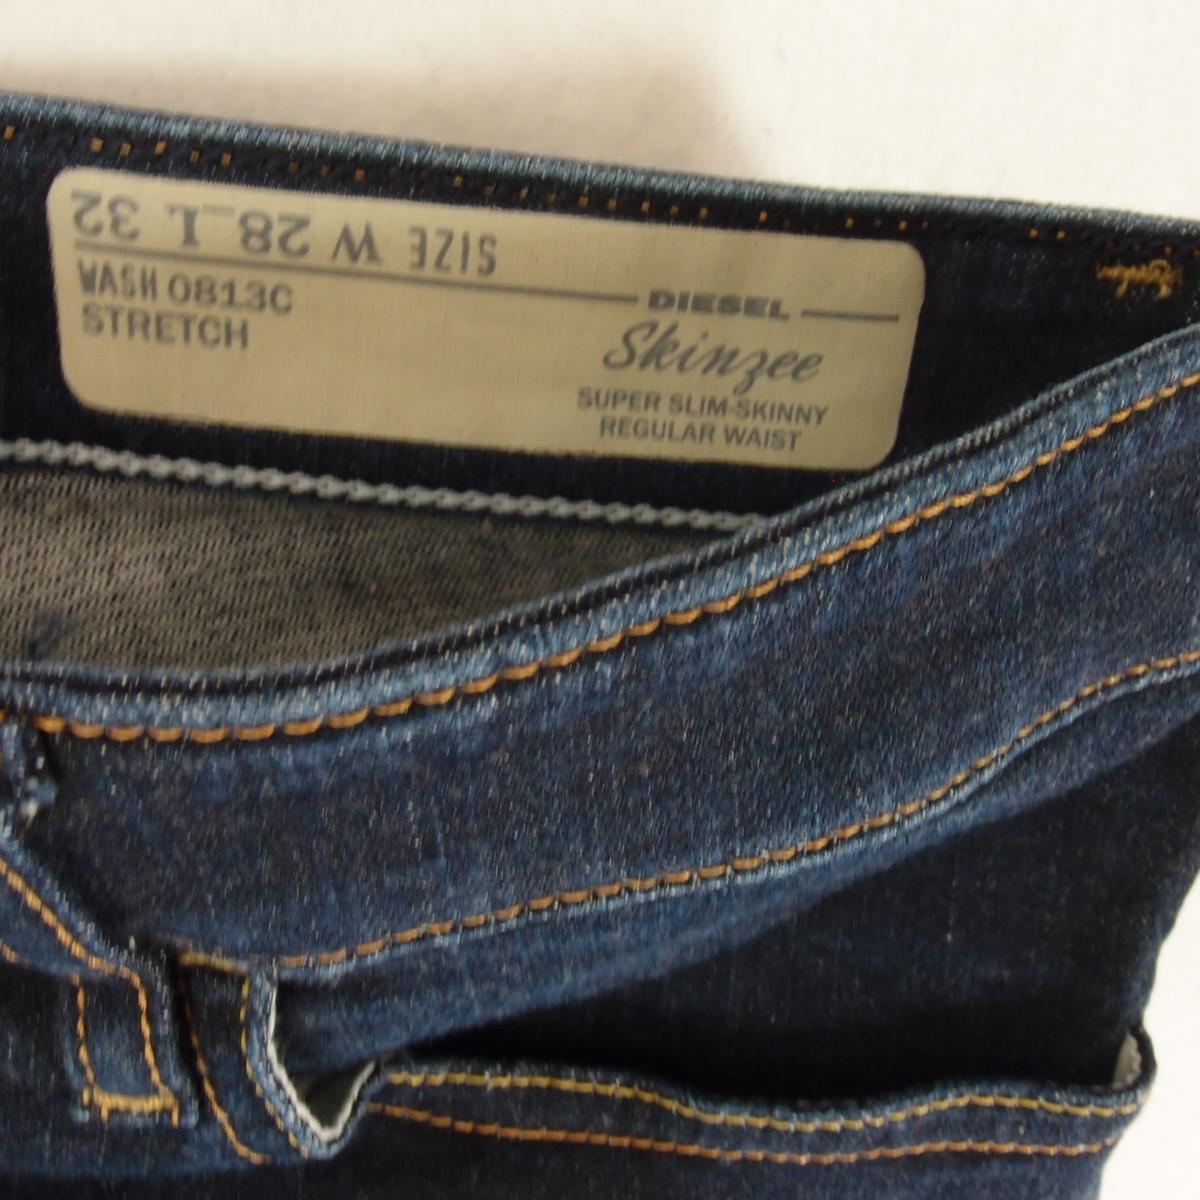 SIZE W 28_L 32
WASH 0813C
STRETCH
DIESEL
Skinzee
SUPER SLIM-SKINNY
REGULAR WAIST